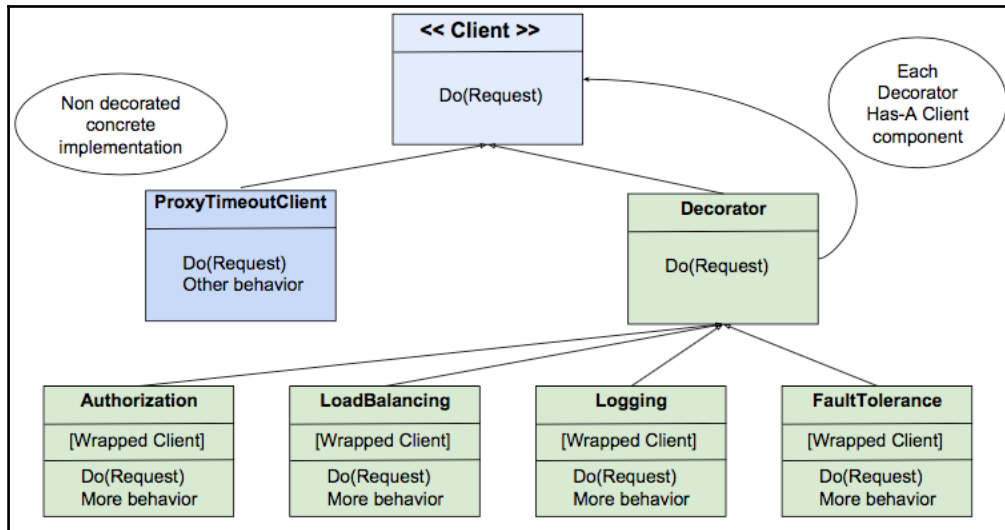 << Client >>
Do(Request)
Each
Decorator
Has-A Client
component
Non decorated
concrete
implementation
ProxyTimeoutClient
Do(Request)
Other behavior
Decorator
Do(Request)
Authorization
[Wrapped Client]
Do(Request)
More behavior
LoadBalancing
[Wrapped Client]
Do(Request)
More behavior
Logging
[Wrapped Client]
Do(Request)
More behavior
FaultTolerance
[Wrapped Client]
Do(Request)
More behavior